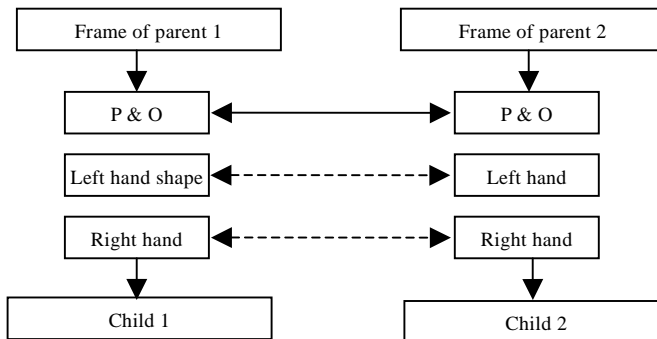 Frame of parent 1
Frame of parent 2
P & O
P & O
Left hand shape
Left hand
Right hand
Right hand
Child 1
Child 2